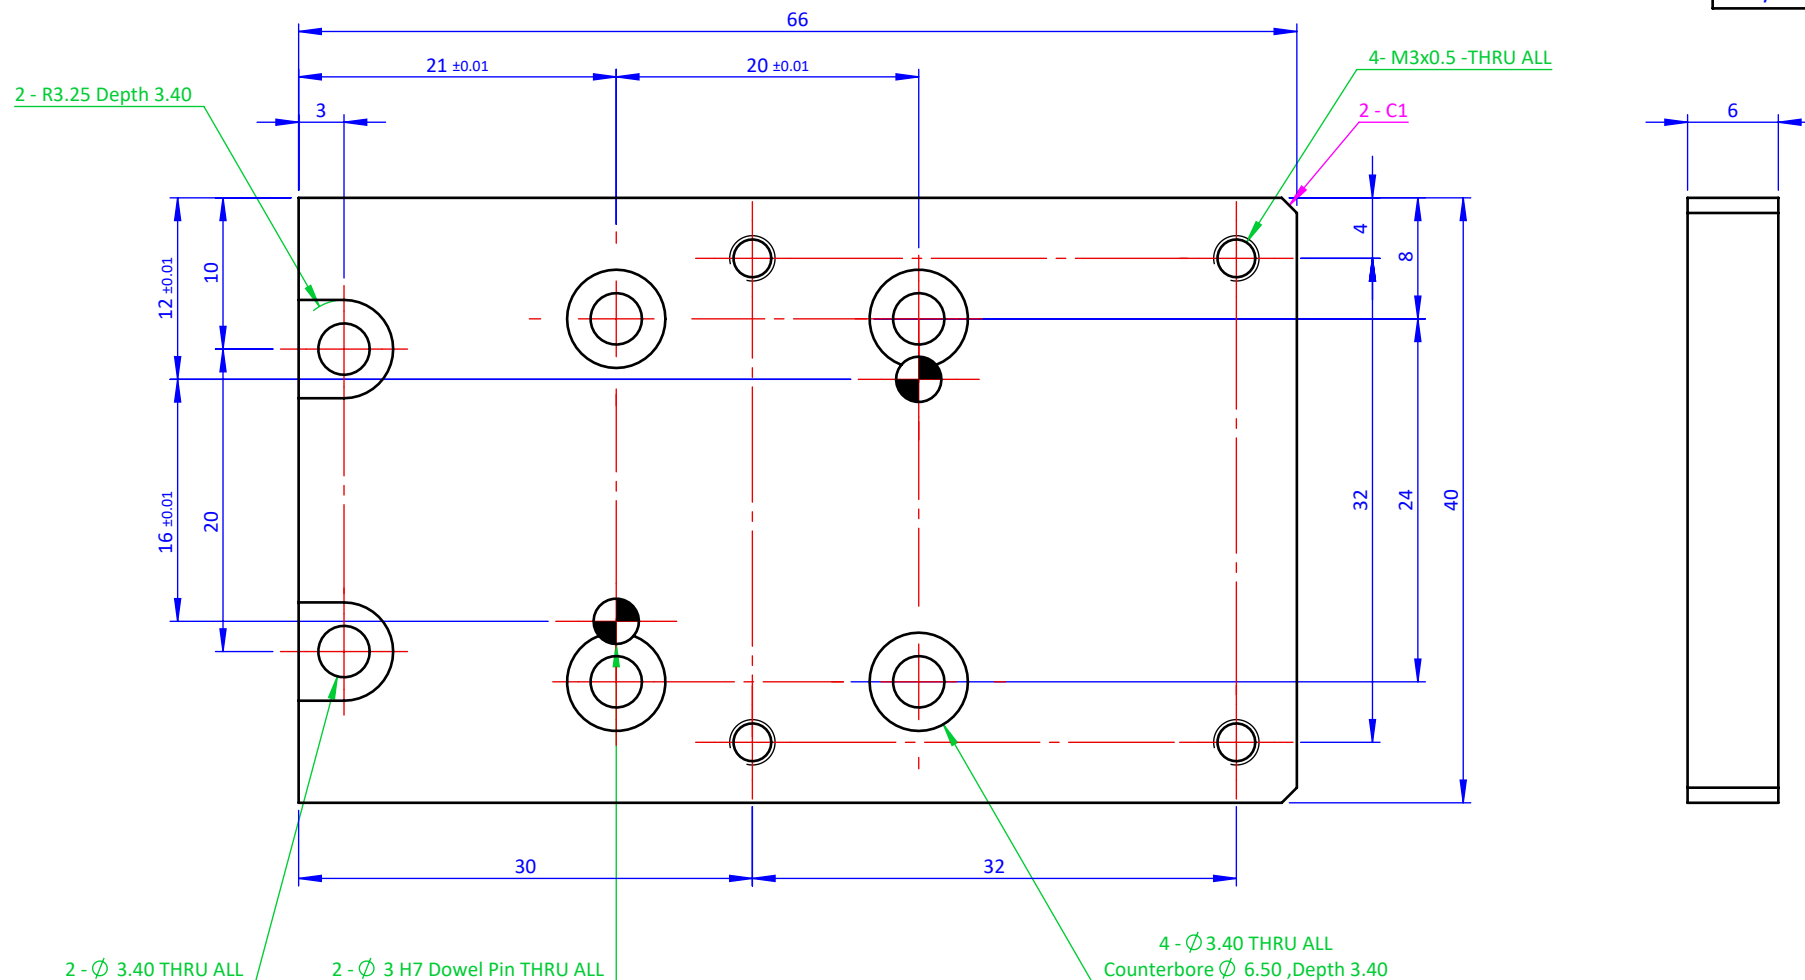 66
21 ±0.01
20 ±0.01
4- M3x0.5 -THRU ALL
2 - R3.25 Depth 3.40
3
2 - C1
6
4
8
10
12 ±0.01
16 ±0.01
20
32
24
40
30
32
4 - ∅ 3.40 THRU ALL
2 - ∅ 3.40 THRU ALL
2 - ∅ 3 H7 Dowel Pin THRU ALL
Counterbore ∅ 6.50 ,Depth 3.40